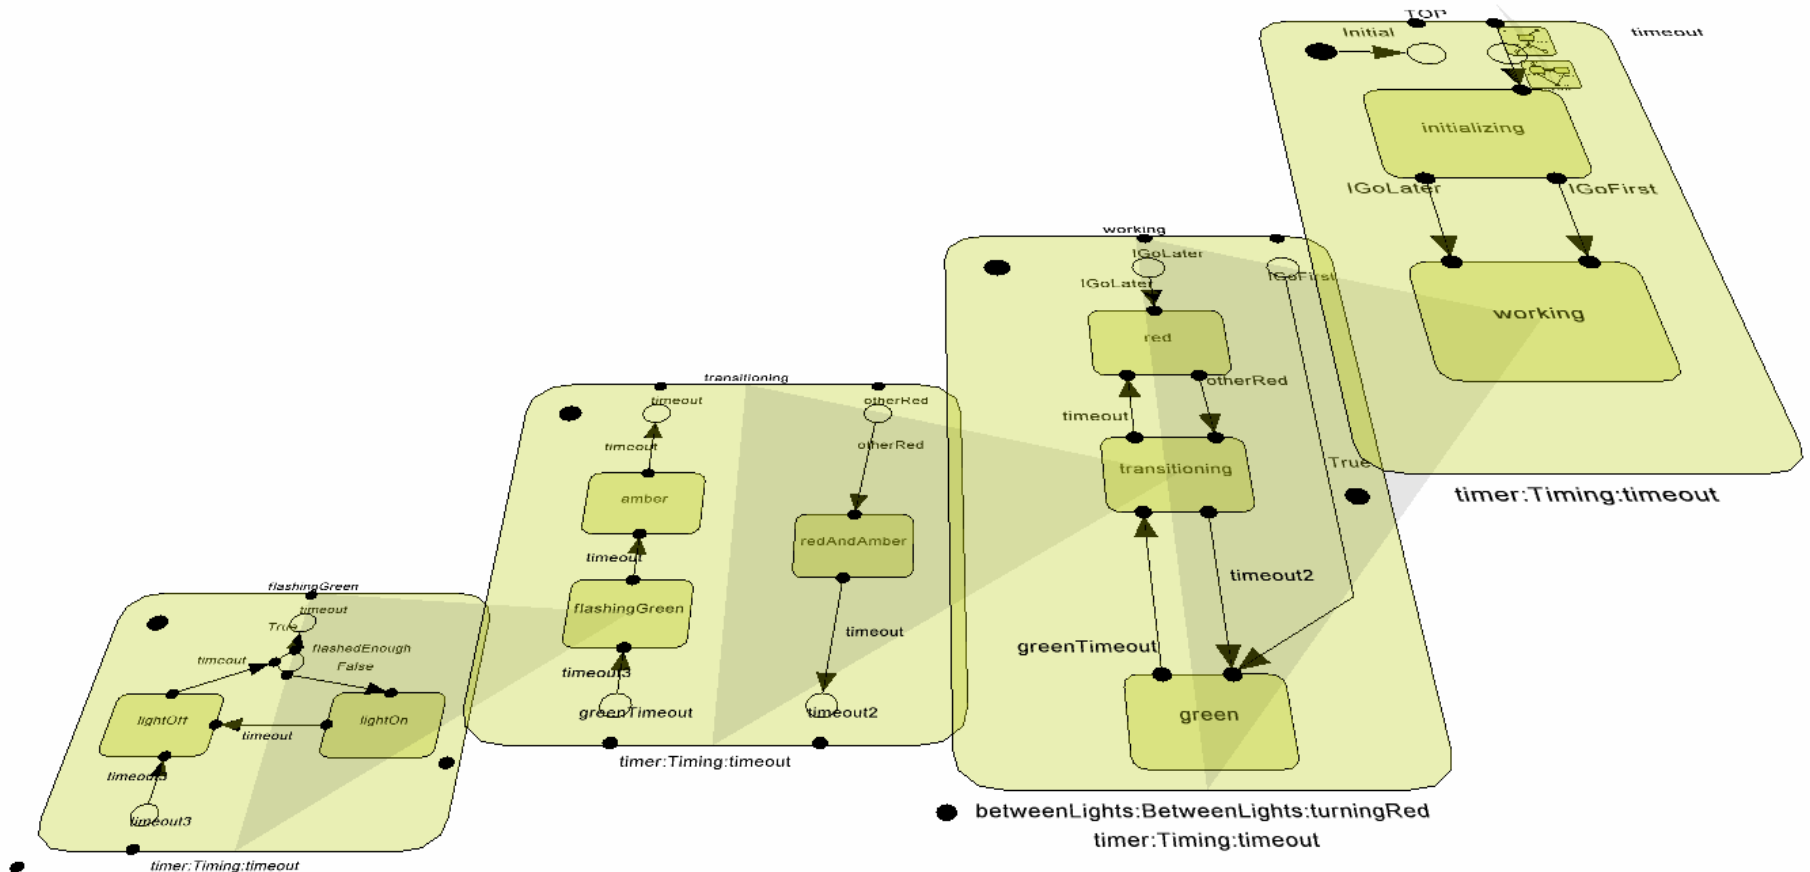 TOP
Initial
timeout
initializing
IGoLater
IGoFirst
working
timer:Timing:timeout
working
IGoLater
IGoLater
IGoFirst
red
otherRed
timeout
transitioning
True
timeout2
greenTimeout
green
betweenLights:BetweenLights:turningRed
timer:Timing:timeout
transitioning
timeout
otherRed
timeout
otherRed
amber
redAndAmber
timeout
flashingGreen
timeout
timeout3
greenTimeout
timeout2
timer:Timing:timeout
flashingGreen
timeout
True
flashedEnough
timeout
False
lightOff
lightOn
timeout
timeout3
timeout3
timer:Timing:timeout